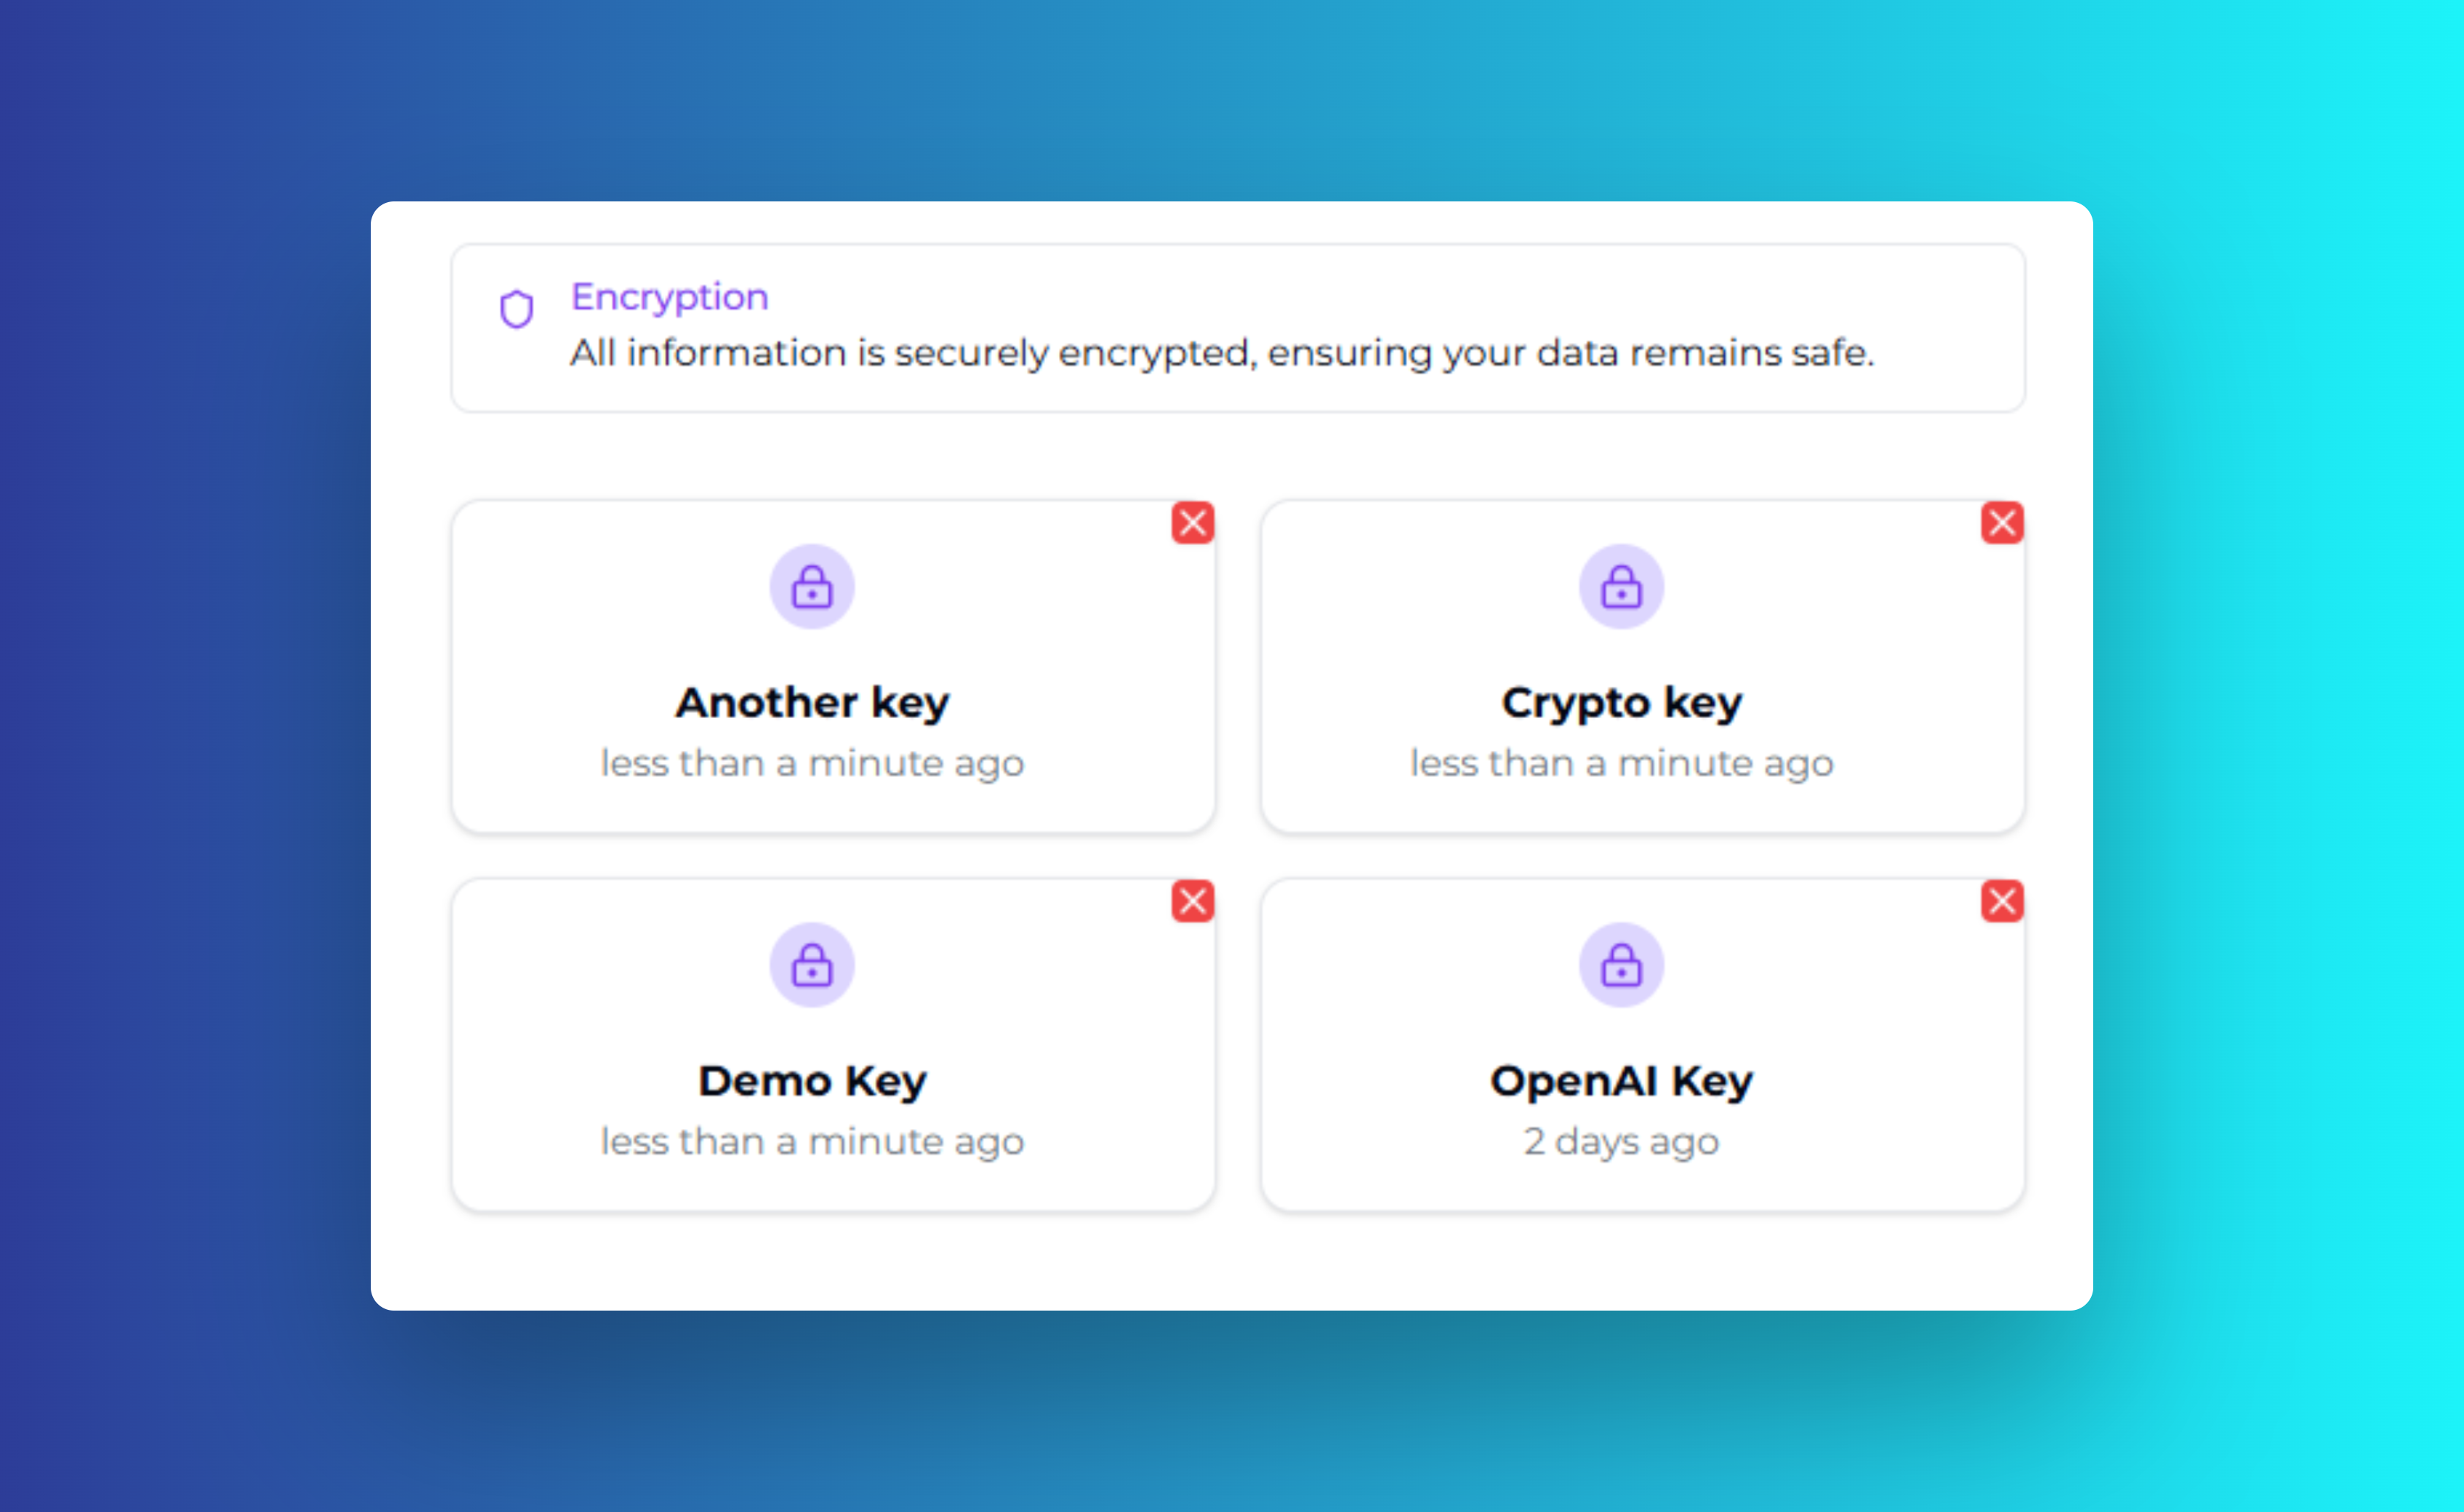 Encryption
All information is securely encrypted, ensuring your data remains safe.
Another key
less than a minute ago
Crypto key
less than a minute ago
Demo Key
less than a minute ago
OpenAI Key
2 days ago